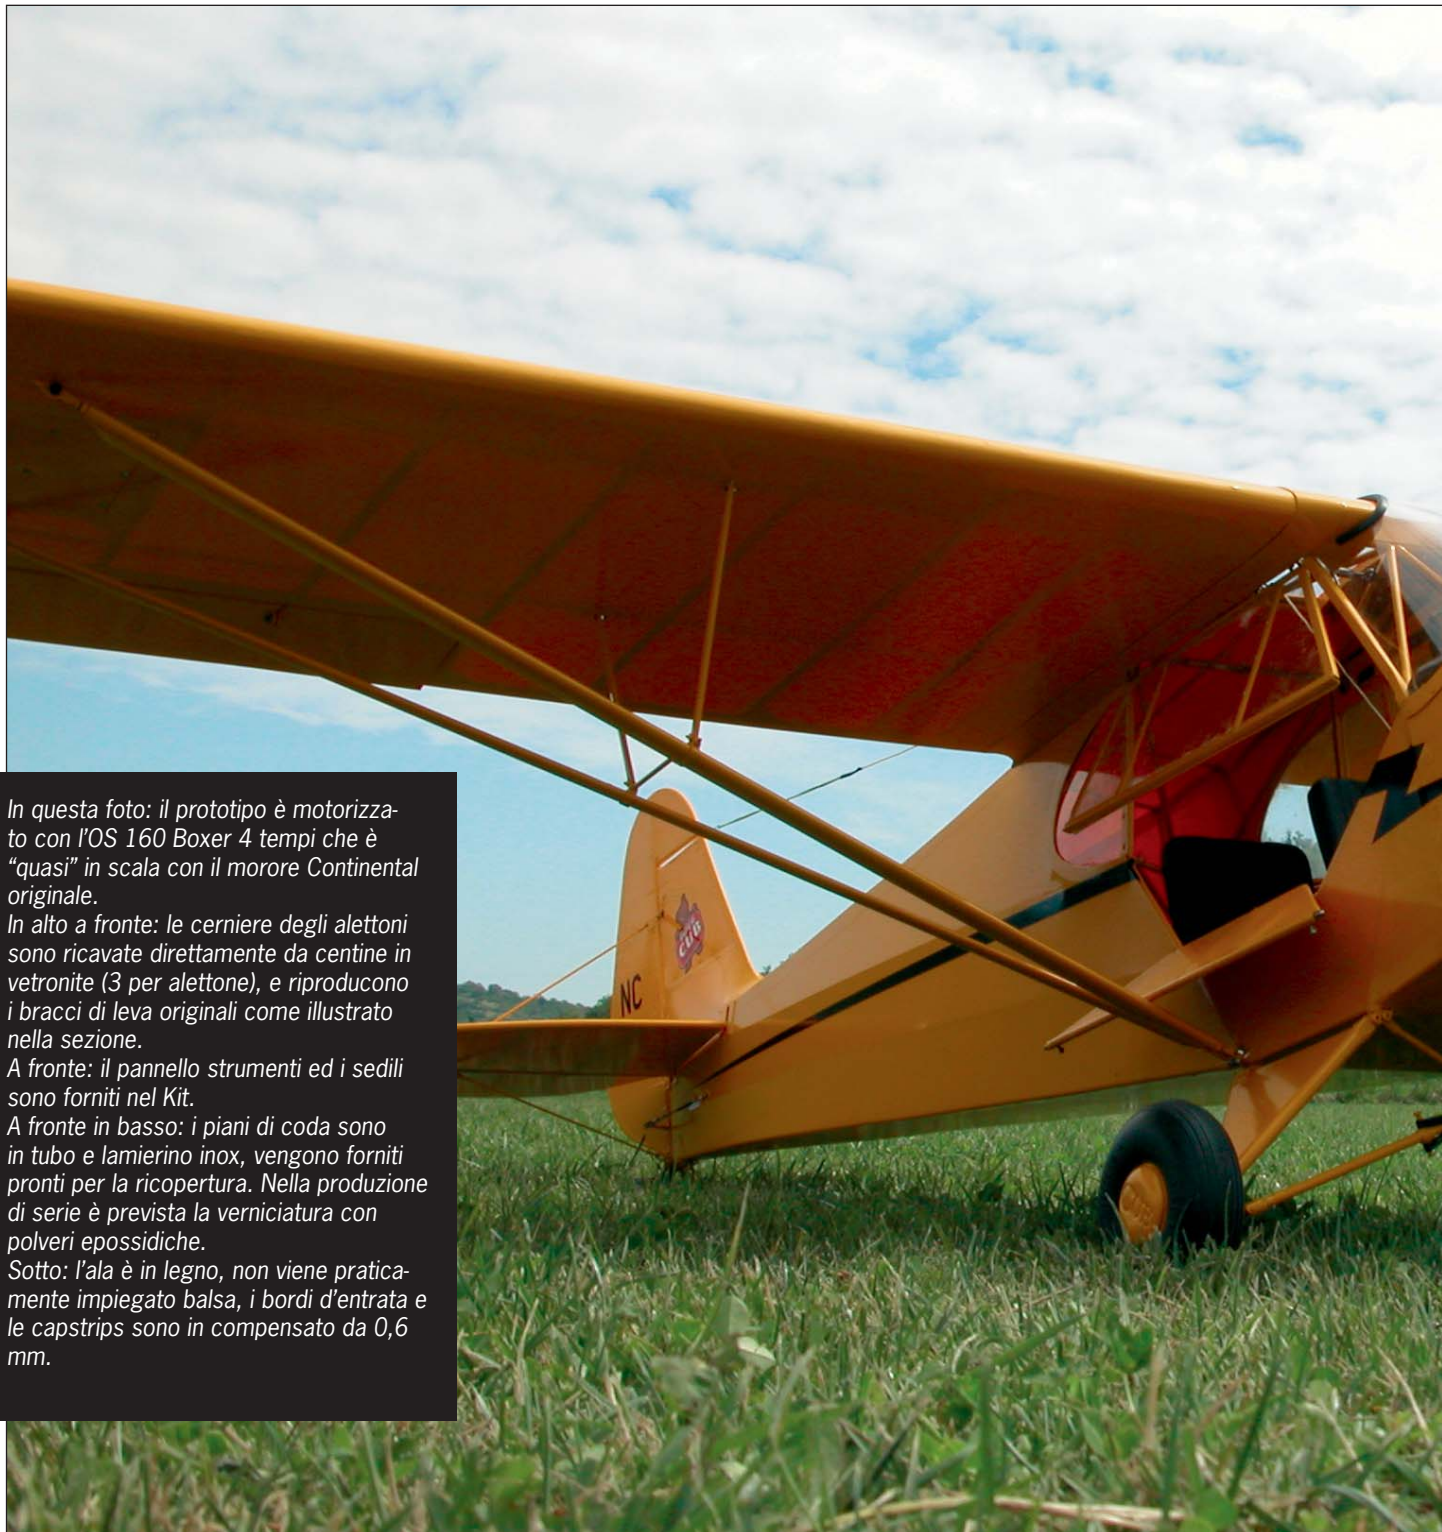 In questa foto: il prototipo è motorizza-
to con l'OS 160 Boxer 4 tempi che è
“quasi” in scala con il morore Continental
originale.
In alto a fronte: le cerniere degli alettoni
sono ricavate direttamente da centine in
vetronite (3 per alettone), e riproducono
i bracci di leva originali come illustrato
nella sezione.
A fronte: il pannello strumenti ed i sedili
sono forniti nel Kit.
A fronte in basso: i piani di coda sono
in tubo e lamierino inox, vengono forniti
pronti per la ricopertura. Nella produzione
di serie è prevista la verniciatura con
polveri epossidiche.
Sotto: l'ala è in legno, non viene pratica-
mente impiegato balsa, i bordi d'entrata e
le capstrips sono in compensato da 0,6
mm.
CUB
NC